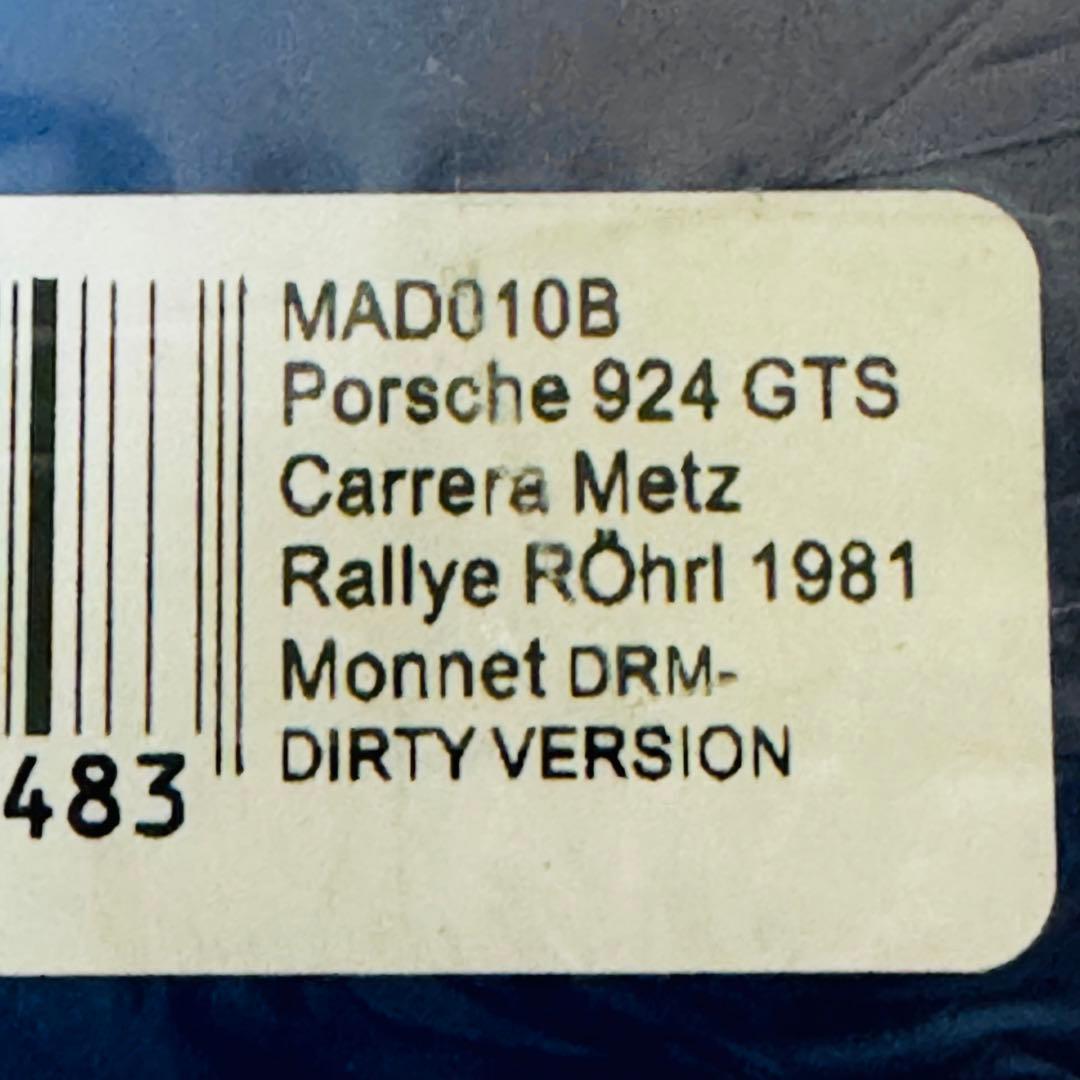 MAD010B
Porsche 924 GTS
Carrera Metz
Rallye RÖhrl 1981
Monnet DRM-
DIRTY VERSION
483